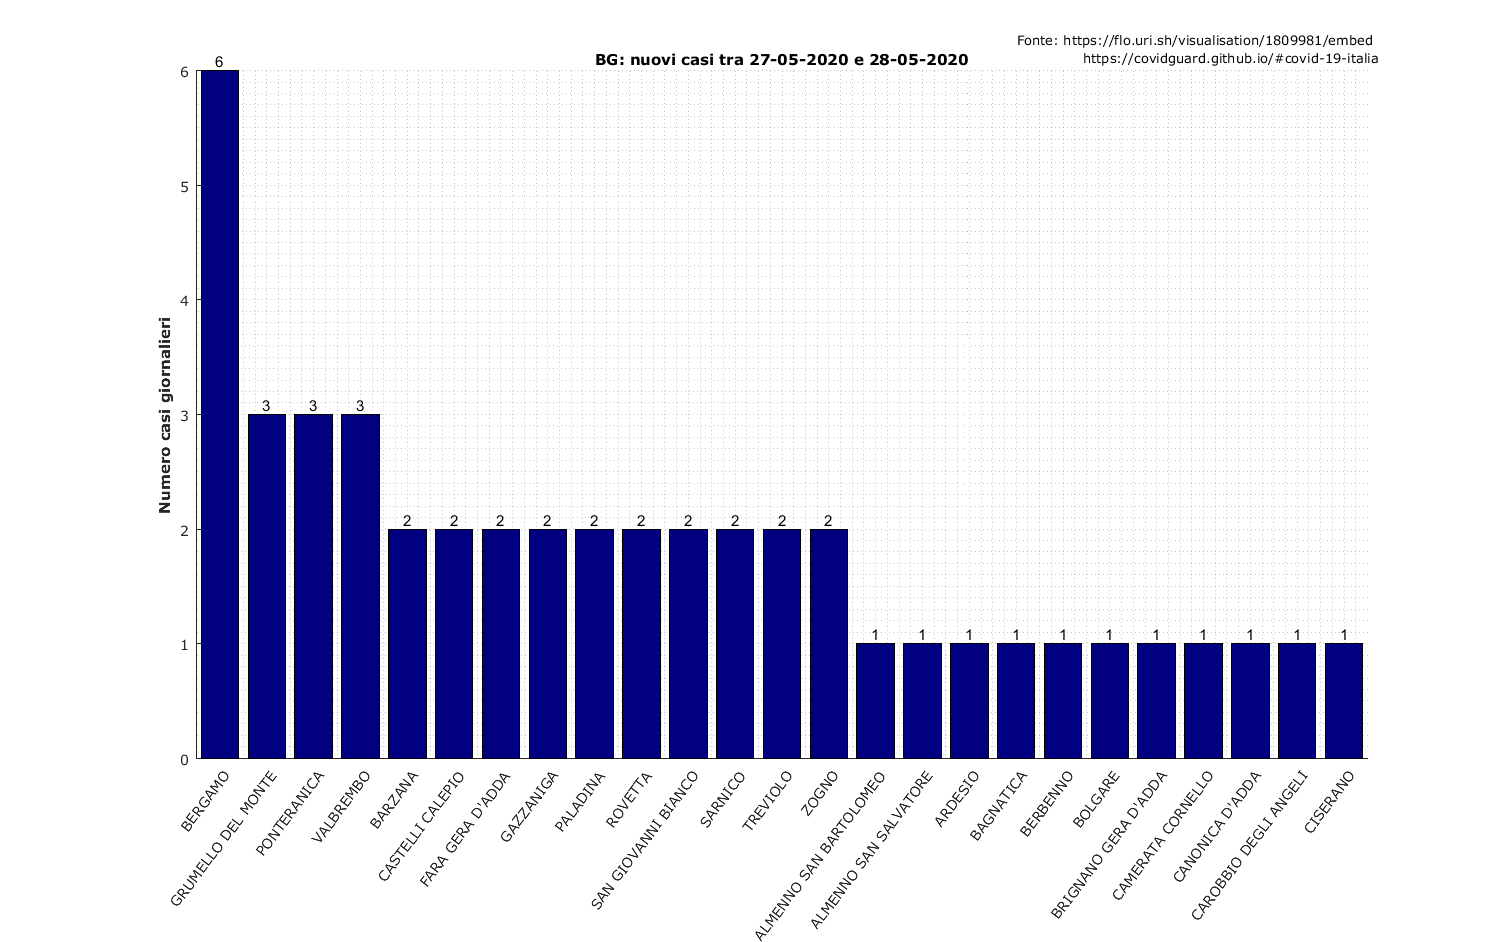 Fonte: https://flo.uri.sh/visualisation/1809981/embed
https://covidguard.github.io/#covid-19-italia
BG: nuovi casi tra 27-05-2020 e 28-05-2020
Numero casi giornalieri
6
5
4
3
2
1
0
6
3
3
3
2
2
2
2
2
2
2
2
2
2
1
1
1
1
1
1
1
1
1
1
1
BERGAMO
GRUMELLO DEL MONTE
PONTERANICA
VALBREMBO
BARZANA
CASTELLI CALEPIO
FARA GERA D'ADDA
GAZZANIGA
PALADINA
ROVETTA
SAN GIOVANNI BIANCO
SARNICO
TREVIOLO
ZOGNO
ALMENNO SAN BARTOLOMEO
ALMENNO SAN SALVATORE
ARDESIO
BAGNATICA
BERBENNO
BOLGARE
BRIGNANO GERA D'ADDA
CAMERATA CORNELLO
CANONICA D'ADDA
CAROBBIO DEGLI ANGELI
CISERANO